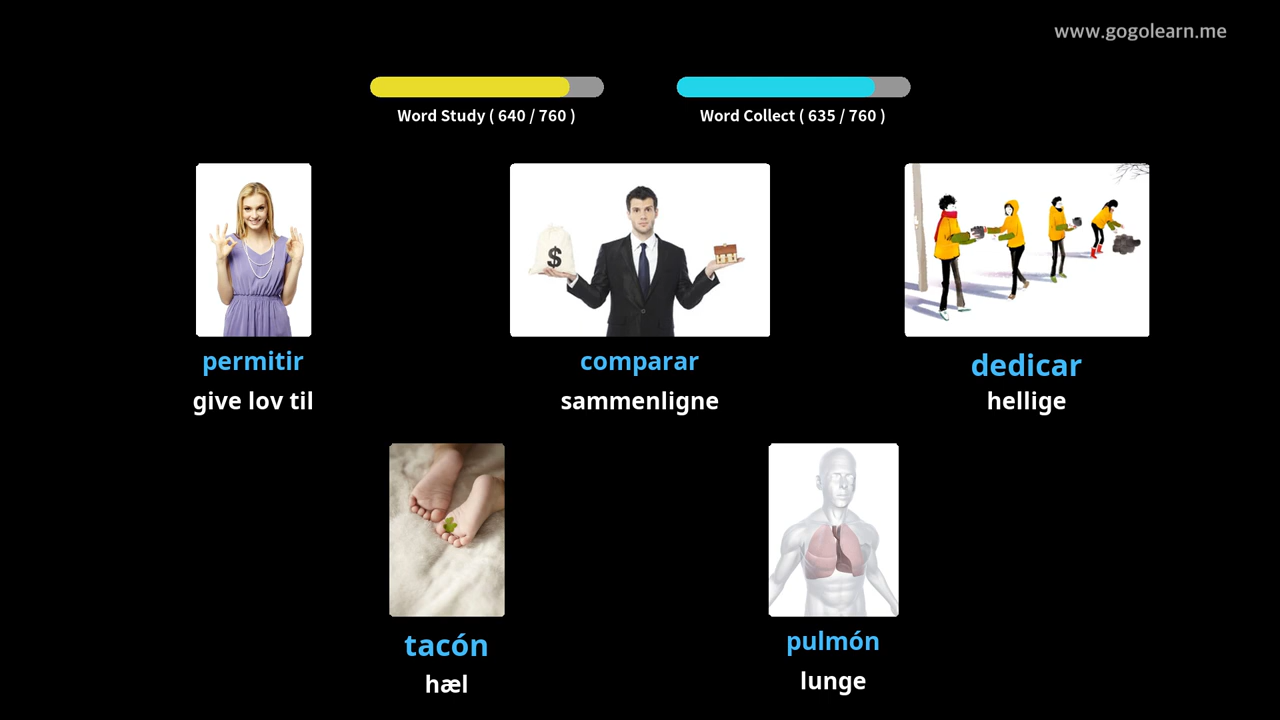 www.gogolearn.me
Word Study ( 640 / 760 )
Word Collect ( 635 / 760 )
permitir
give lov til
comparar
sammenligne
dedicar
hellige
tacón
hæl
pulmón
lunge